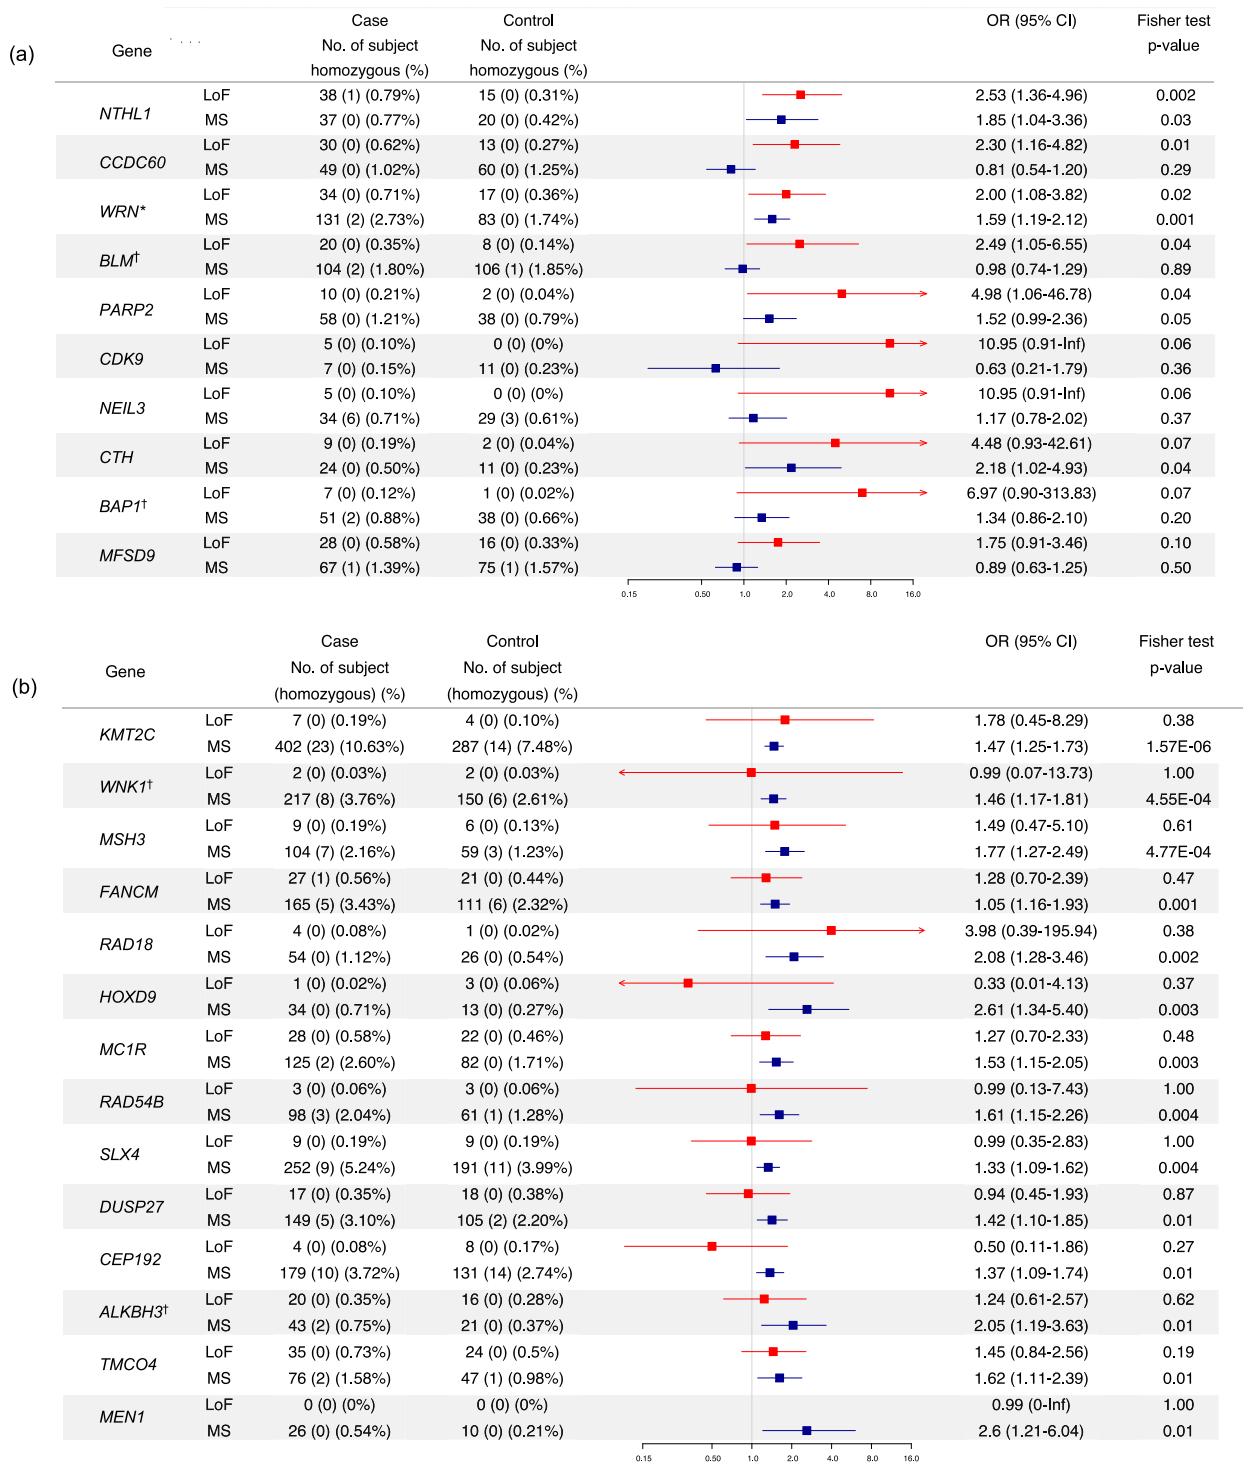 (a)
Gene
Case
No. of subject
homozygous (%)
Control
No. of subject
homozygous (%)
OR (95% CI)
Fisher test
p-value
NTHL1
LoF 38 (1) (0.79%) 15 (0) (0.31%) 2.53 (1.36-4.96) 0.002
MS 37 (0) (0.77%) 20 (0) (0.42%) 1.85 (1.04-3.36) 0.03
CCDC60
LoF 30 (0) (0.62%) 13 (0) (0.27%) 2.30 (1.16-4.82) 0.01
MS 49 (0) (1.02%) 60 (0) (1.25%) 0.81 (0.54-1.20) 0.29
WRN*
LoF 34 (0) (0.71%) 17 (0) (0.36%) 2.00 (1.08-3.82) 0.02
MS 131 (2) (2.73%) 83 (0) (1.74%) 1.59 (1.19-2.12) 0.001
BLM†
LoF 20 (0) (0.35%) 8 (0) (0.14%) 2.49 (1.05-6.55) 0.04
MS 104 (2) (1.80%) 106 (1) (1.85%) 0.98 (0.74-1.29) 0.89
PARP2
LoF 10 (0) (0.21%) 2 (0) (0.04%) 4.98 (1.06-46.78) 0.04
MS 58 (0) (1.21%) 38 (0) (0.79%) 1.52 (0.99-2.36) 0.05
CDK9
LoF 5 (0) (0.10%) 0 (0) (0%) 10.95 (0.91-Inf) 0.06
MS 7 (0) (0.15%) 11 (0) (0.23%) 0.63 (0.21-1.79) 0.36
NEIL3
LoF 5 (0) (0.10%) 0 (0) (0%) 10.95 (0.91-Inf) 0.06
MS 34 (6) (0.71%) 29 (3) (0.61%) 1.17 (0.78-2.02) 0.37
CTH
LoF 9 (0) (0.19%) 2 (0) (0.04%) 4.48 (0.93-42.61) 0.07
MS 24 (0) (0.50%) 11 (0) (0.23%) 2.18 (1.02-4.93) 0.04
BAP1†
LoF 7 (0) (0.12%) 1 (0) (0.02%) 6.97 (0.90-313.83) 0.07
MS 51 (2) (0.88%) 38 (0) (0.66%) 1.34 (0.86-2.10) 0.20
MFSD9
LoF 28 (0) (0.58%) 16 (0) (0.33%) 1.75 (0.91-3.46) 0.10
MS 67 (1) (1.39%) 75 (1) (1.57%) 0.89 (0.63-1.25) 0.50
0.15 0.50 1.0 2.0 4.0 8.0 16.0
(b)
Gene
Case
No. of subject
(homozygous) (%)
Control
No. of subject
(homozygous) (%)
OR (95% CI)
Fisher test
p-value
KMT2C
LoF 7 (0) (0.19%) 4 (0) (0.10%) 1.78 (0.45-8.29) 0.38
MS 402 (23) (10.63%) 287 (14) (7.48%) 1.47 (1.25-1.73) 1.57E-06
WNK1†
LoF 2 (0) (0.03%) 2 (0) (0.03%) 0.99 (0.07-13.73) 1.00
MS 217 (8) (3.76%) 150 (6) (2.61%) 1.46 (1.17-1.81) 4.55E-04
MSH3
LoF 9 (0) (0.19%) 6 (0) (0.13%) 1.49 (0.47-5.10) 0.61
MS 104 (7) (2.16%) 59 (3) (1.23%) 1.77 (1.27-2.49) 4.77E-04
FANCM
LoF 27 (1) (0.56%) 21 (0) (0.44%) 1.28 (0.70-2.39) 0.47
MS 165 (5) (3.43%) 111 (6) (2.32%) 1.05 (1.16-1.93) 0.001
RAD18
LoF 4 (0) (0.08%) 1 (0) (0.02%) 3.98 (0.39-195.94) 0.38
MS 54 (0) (1.12%) 26 (0) (0.54%) 2.08 (1.28-3.46) 0.002
HOXD9
LoF 1 (0) (0.02%) 3 (0) (0.06%) 0.33 (0.01-4.13) 0.37
MS 34 (0) (0.71%) 13 (0) (0.27%) 2.61 (1.34-5.40) 0.003
MC1R
LoF 28 (0) (0.58%) 22 (0) (0.46%) 1.27 (0.70-2.33) 0.48
MS 125 (2) (2.60%) 82 (0) (1.71%) 1.53 (1.15-2.05) 0.003
RAD54B
LoF 3 (0) (0.06%) 3 (0) (0.06%) 0.99 (0.13-7.43) 1.00
MS 98 (3) (2.04%) 61 (1) (1.28%) 1.61 (1.15-2.26) 0.004
SLX4
LoF 9 (0) (0.19%) 9 (0) (0.19%) 0.99 (0.35-2.83) 1.00
MS 252 (9) (5.24%) 191 (11) (3.99%) 1.33 (1.09-1.62) 0.004
DUSP27
LoF 17 (0) (0.35%) 18 (0) (0.38%) 0.94 (0.45-1.93) 0.87
MS 149 (5) (3.10%) 105 (2) (2.20%) 1.42 (1.10-1.85) 0.01
CEP192
LoF 4 (0) (0.08%) 8 (0) (0.17%) 0.50 (0.11-1.86) 0.27
MS 179 (10) (3.72%) 131 (14) (2.74%) 1.37 (1.09-1.74) 0.01
ALKBH3†
LoF 20 (0) (0.35%) 16 (0) (0.28%) 1.24 (0.61-2.57) 0.62
MS 43 (2) (0.75%) 21 (0) (0.37%) 2.05 (1.19-3.63) 0.01
TMCO4
LoF 35 (0) (0.73%) 24 (0) (0.5%) 1.45 (0.84-2.56) 0.19
MS 76 (2) (1.58%) 47 (1) (0.98%) 1.62 (1.11-2.39) 0.01
MEN1
LoF 0 (0) (0%) 0 (0) (0%) 0.99 (0-Inf) 1.00
MS 26 (0) (0.54%) 10 (0) (0.21%) 2.6 (1.21-6.04) 0.01
0.15 0.50 1.0 2.0 4.0 8.0 16.0